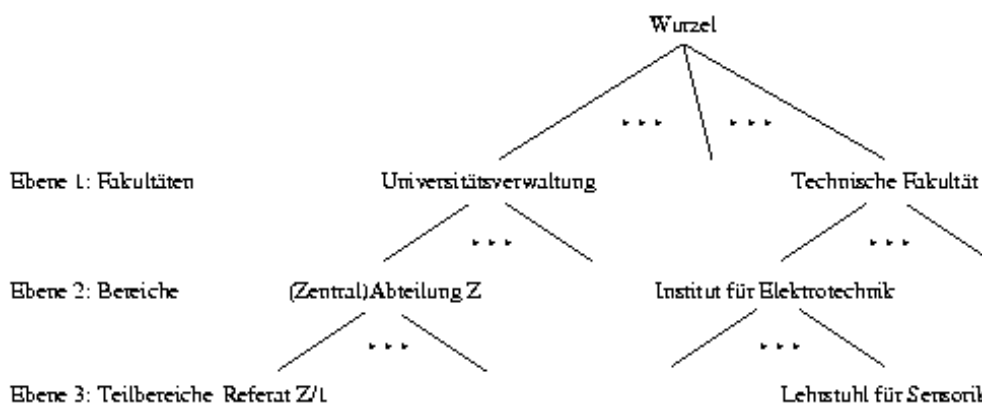 Wurzel
Ebene 1: Fakultäten Universitätsverwaltung Technische Fakultät
Ebene 2: Bereiche (Zentral)Abteilung Z Institut für Elektrotechnik
Ebene 3: Teilbereiche Referat Z/1 Lehrstuhl für Sensorik